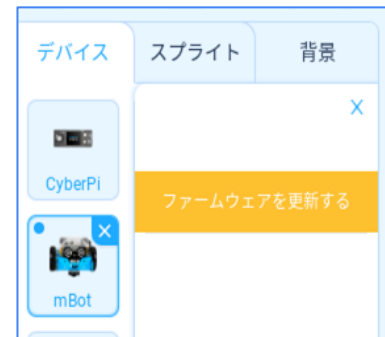 デバイス
スプライト
背景
X
CyberPi
ファームウェアを更新する
mBot